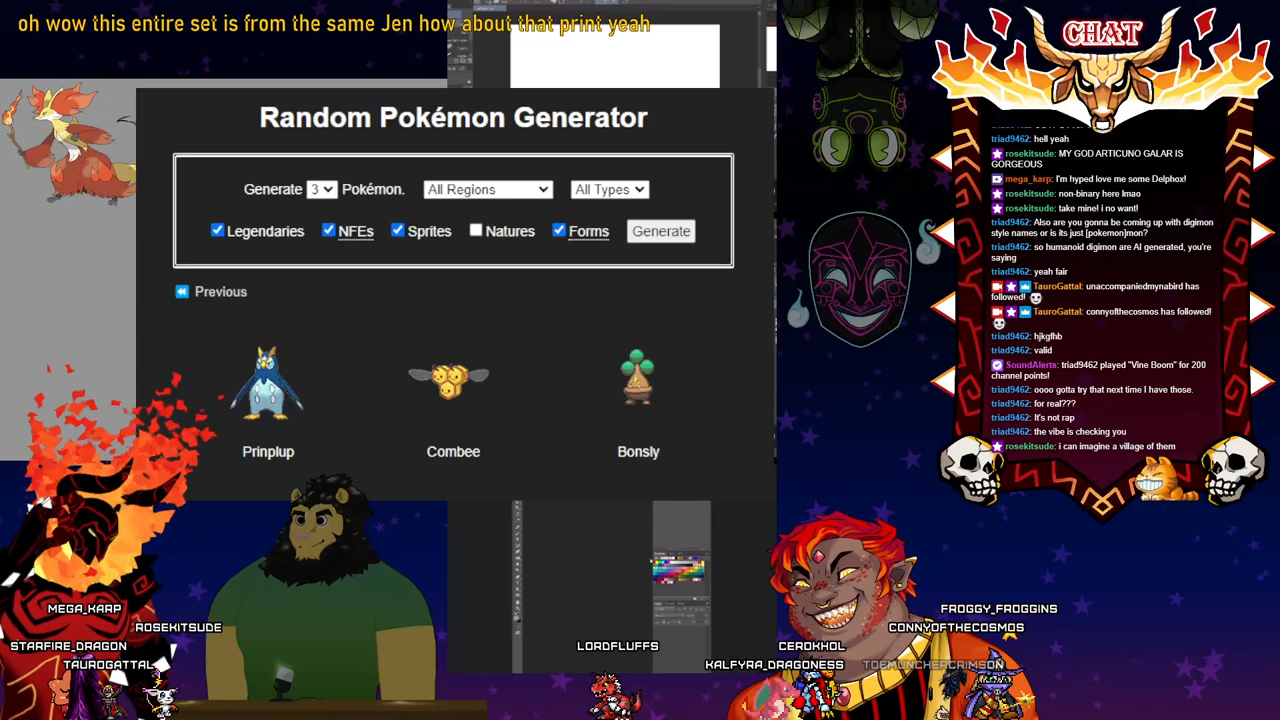 oh wow this entire set is from the same Jen how about that print yeah
Random Pokémon Generator
Generate 3 Pokémon. All Regions All Types
Legendaries NFEs Sprites Natures Forms Generate
Previous
Prinplup Combee Bonsly
CHAT
triad9462: hell yeah
rosekitsude: MY GOD ARTICUNO GALAR IS
GORGEOUS
mega_karp: I'm hyped love me some Delphox!
rosekitsude: non-binary here lmao
rosekitsude: take mine! i no want!
triad9462: Also are you gonna be coming up with digimon
style names or is its just [pokemon]mon?
triad9462: so humanoid digimon are AI generated, you're
saying
triad9462: yeah fair
TauroGattal: unaccompaniedmynabird has
followed!
TauroGattal: connyofthecosmos has followed!
triad9462: hjkgfhb
triad9462: valid
SoundAlerts: triad9462 played "Vine Boom" for 200
channel points!
triad9462: oooo gotta try that next time I have those.
triad9462: for real???
triad9462: It's not rap
triad9462: the vibe is checking you
rosekitsude: i can imagine a village of them
MEGA_KARP
ROSEKITSUDE
STARFIRE_DRAGON
TAUROGATTAL
LORDFLUFFS
FROGGY_FROGGINS
CONNYOFTHECOSMOS
CEROKHOL
KALFYRA_DRAGONESS
TOEMUNCHERCRIMSON